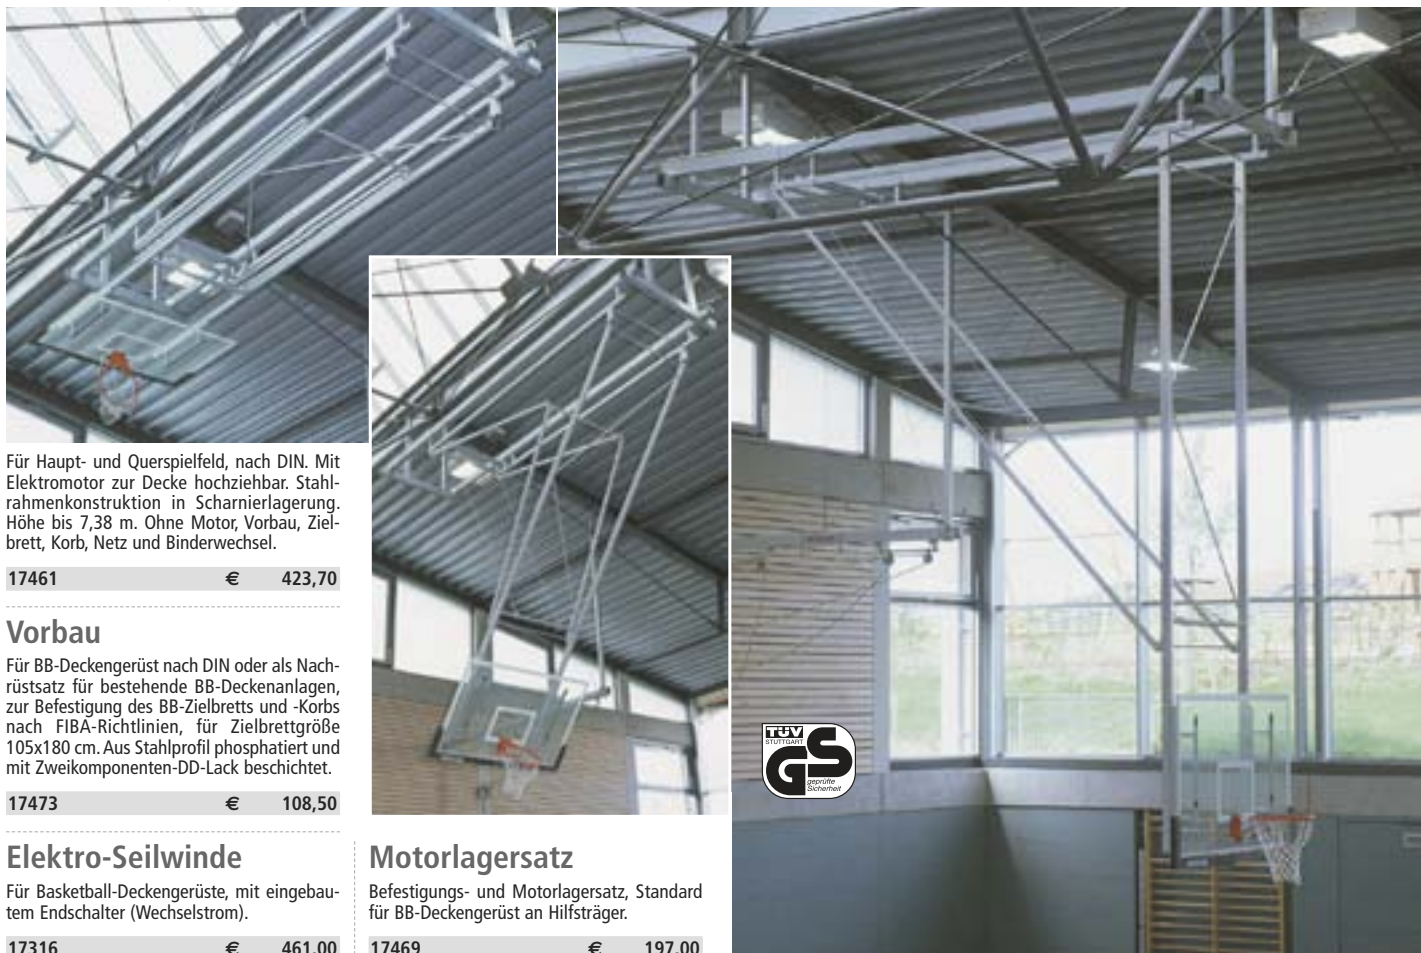 Für Haupt- und Querspielfeld, nach DIN. Mit
Elektromotor zur Decke hochziehbar. Stahl-
rahmenkonstruktion in Scharnierlagerung.
Höhe bis 7,38 m. Ohne Motor, Vorbau, Ziel-
brett, Korb, Netz und Binderwechsel.
17461 € 423,70
Vorbau
Für BB-Deckengerüst nach DIN oder als Nach-
rüstsatz für bestehende BB-Deckenanlagen,
zur Befestigung des BB-Zielbretts und -Korbs
nach FIBA-Richtlinien, für Zielbrettgröße
105x180 cm. Aus Stahlprofil phosphatiert und
mit Zweikomponenten-DD-Lack beschichtet.
17473 € 108,50
Elektro-Seilwinde
Für Basketball-Deckengerüste, mit eingebau-
tem Endschalter (Wechselstrom).
17316 € 461,00
Motorlagersatz
Befestigungs- und Motorlagersatz, Standard
für BB-Deckengerüst an Hilfsträger.
17469 € 197,00
TÜV
STUTTGART
GS
geprüfte
Sicherheit